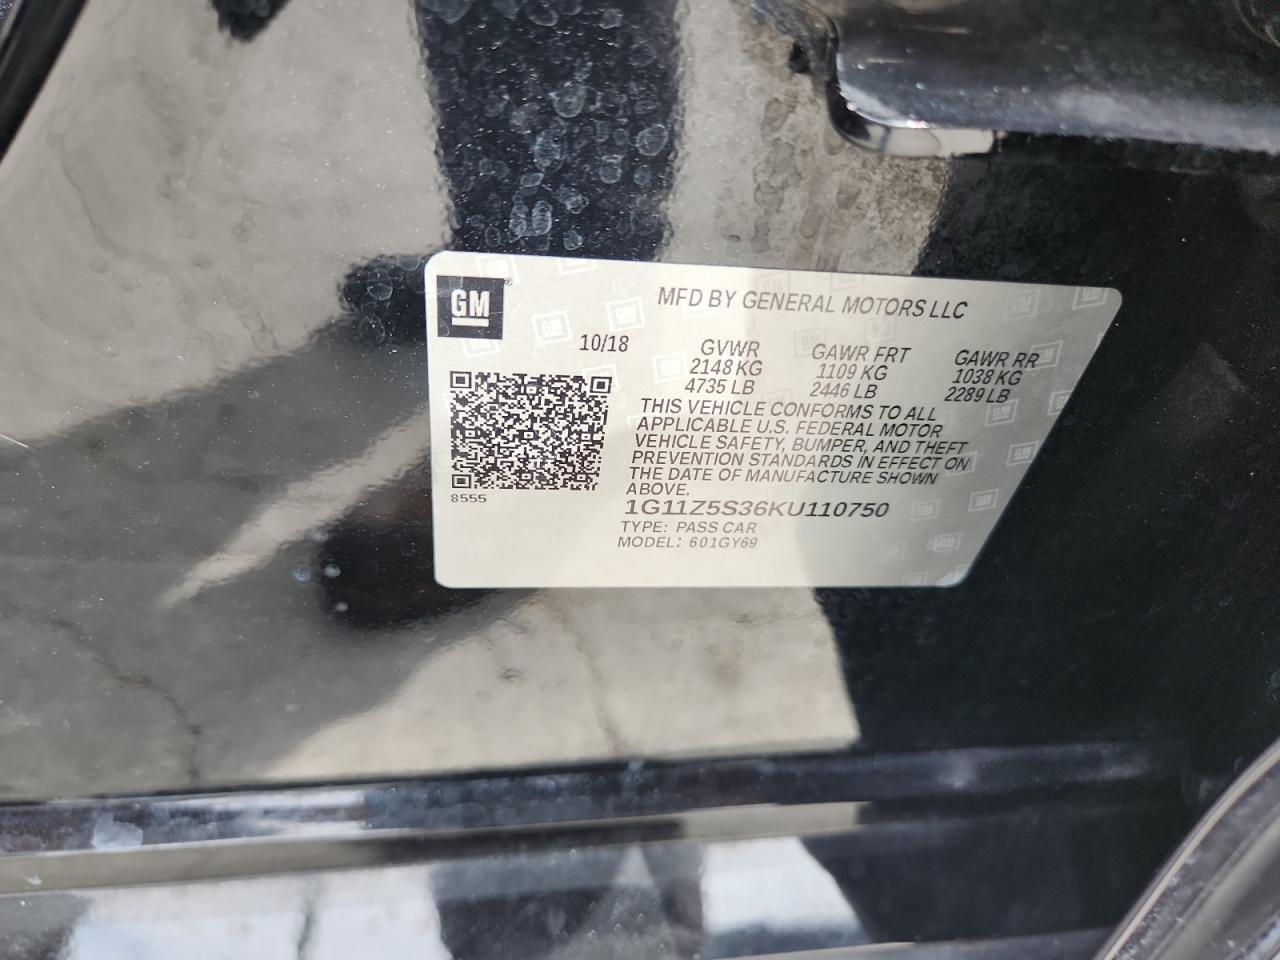 GM
MFD BY GENERAL MOTORS LLC
10/18
GVWR GAWR FRT GAWR RR
2148 KG 1109 KG 1038 KG
4735 LB 2446 LB 2289 LB
THIS VEHICLE CONFORMS TO ALL
APPLICABLE U.S. FEDERAL MOTOR
VEHICLE SAFETY, BUMPER, AND THEFT
PREVENTION STANDARDS IN EFFECT ON
THE DATE OF MANUFACTURE SHOWN
ABOVE.
8555
1G11Z5S36KU110750
TYPE: PASS CAR
MODEL: 601GY69